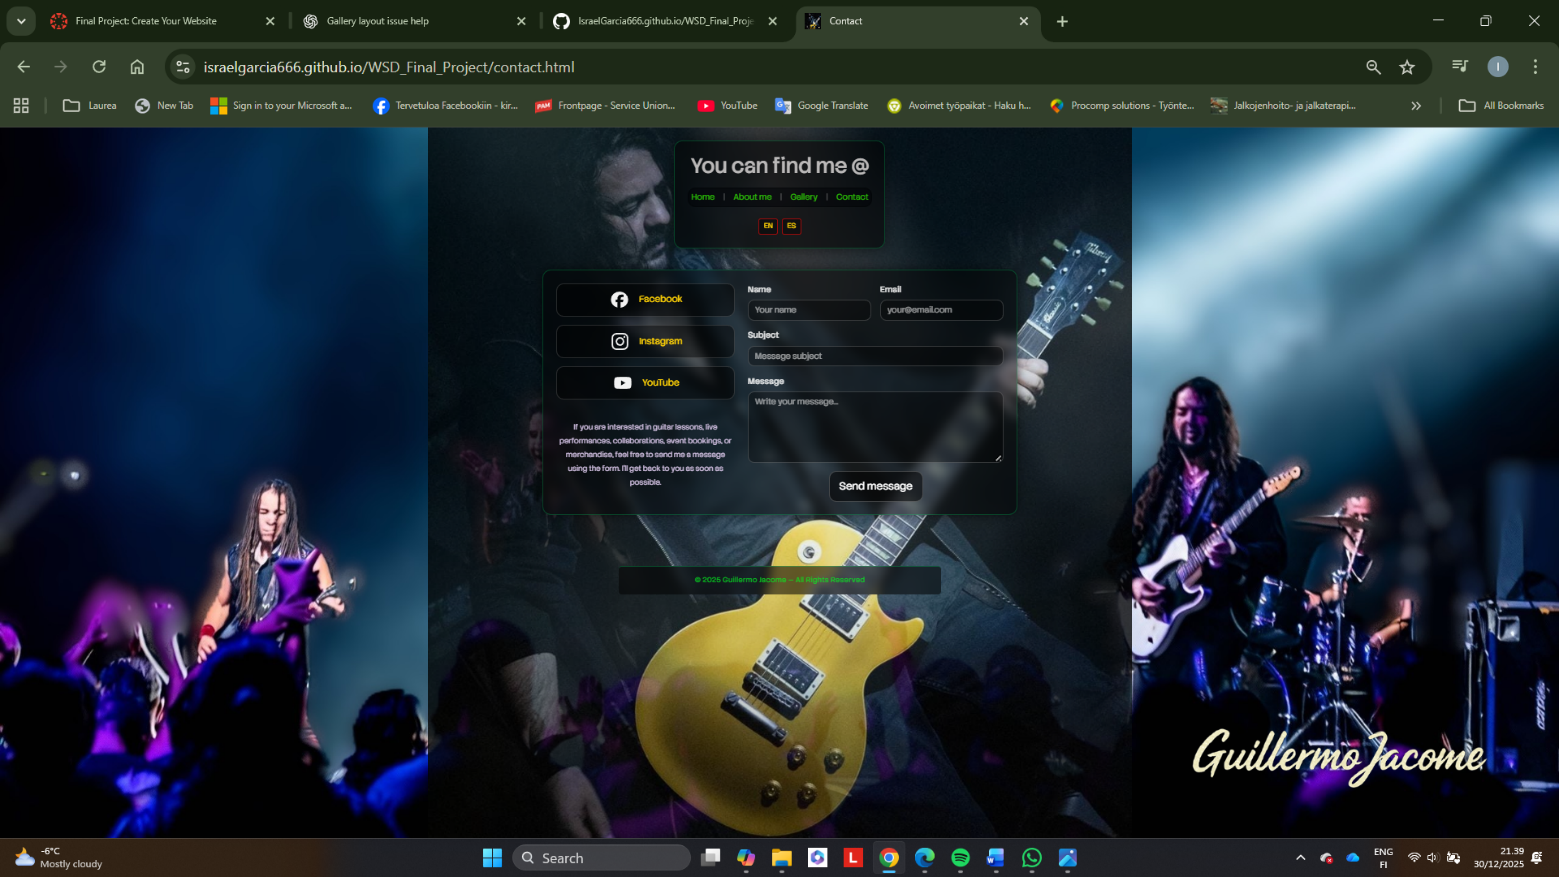 Final Project: Create Your Website
Gallery layout issue help
IsraelGarcia666.github.io/WSD_Final_Proje
Contact
israelgarcia666.github.io/WSD_Final_Project/contact.html
I
Laurea
New Tab
Sign in to your Microsoft a...
Tervetuloa Facebookiin - kir...
Frontpage - Service Union...
YouTube
Google Translate
Avoimet työpaikat - Haku h...
Procomp solutions - Työnte...
Jalkojenhoito- ja jalkaterapi...
All Bookmarks
You can find me @
Home | About me | Gallery | Contact
EN ES
Facebook
Instagram
YouTube
If you are interested in guitar lessons, live
performances, collaborations, event bookings, or
merchandise, feel free to send me a message
using the form. I'll get back to you as soon as
possible.
Name
Email
Your name
your@email.com
Subject
Message subject
Message
Write your message...
Send message
© 2025 Guillermo Jacome — All Rights Reserved
Guillermo Jacome
-6°C
Mostly cloudy
Search
ENG
FI
21.39
30/12/2025